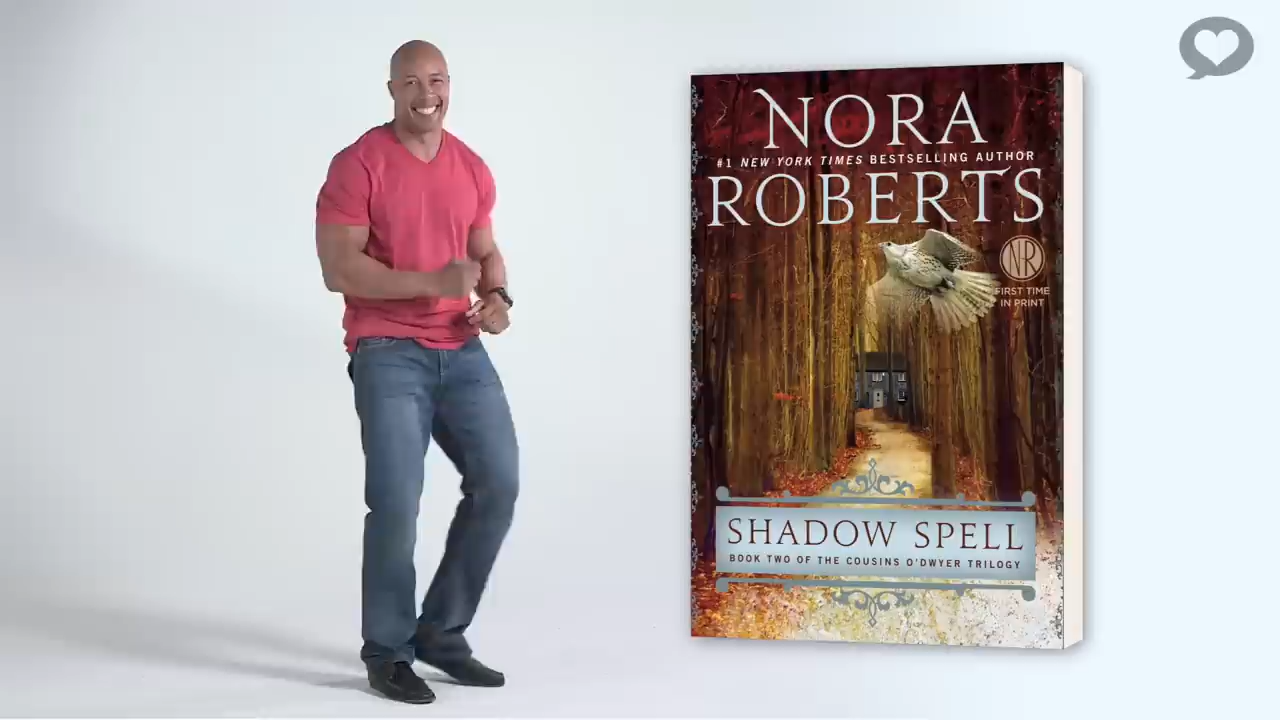 NORA
#1 NEW YORK TIMES BESTSELLING AUTHOR
ROBERTS
NR
FIRST TIME
IN PRINT
SHADOW SPELL
BOOK TWO OF THE COUSINS O'DWYER TRILOGY